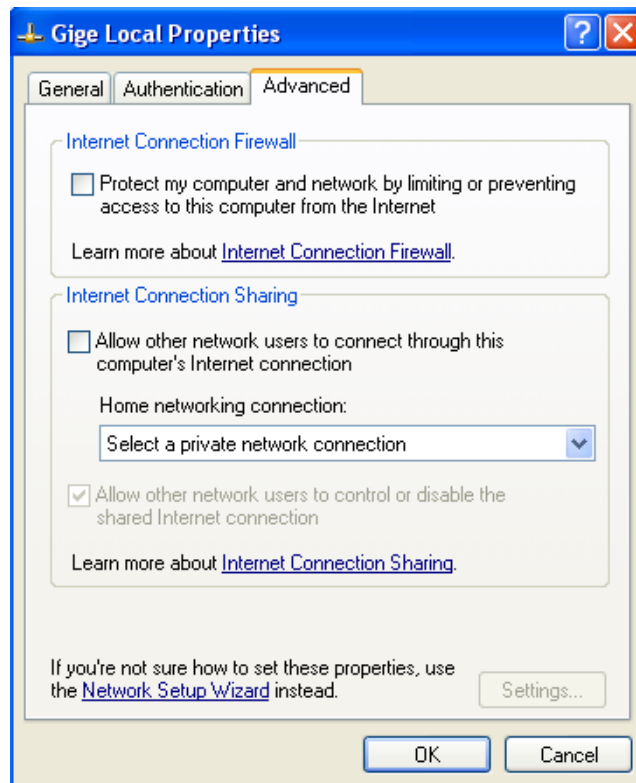 Gige Local Properties
General
Authentication
Advanced
Internet Connection Firewall
Protect my computer and network by limiting or preventing
access to this computer from the Internet
Learn more about Internet Connection Firewall.
Internet Connection Sharing
Allow other network users to connect through this
computer's Internet connection
Home networking connection:
Select a private network connection
Allow other network users to control or disable the
shared Internet connection
Learn more about Internet Connection Sharing.
If you're not sure how to set these properties, use
the Network Setup Wizard instead.
Settings...
OK
Cancel